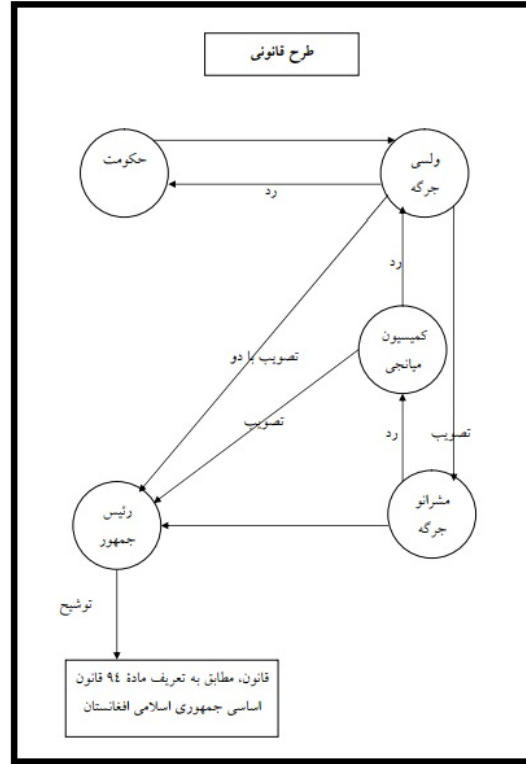 طرح قانونی
حکومت
ولسی
جرگه
رد
رد
کمیسیون
میانجی
تصویب با دو
تصویب
رد
تصویب
مشرانو
جرگه
رئیس
جمهور
توشیح
قانون، مطابق به تعریف مادهٔ ٩٤ قانون
اساسی جمهوری اسلامی افغانستان